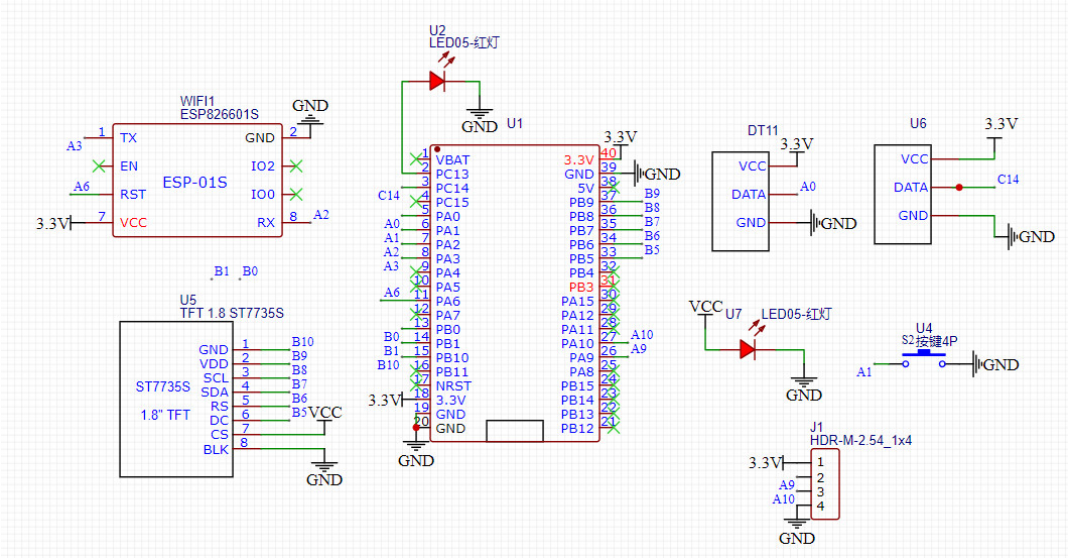 U2
LED05-红灯
WIFI1
ESP826601S
GND
1 TX
GND 2
A3
EN
IO2
A6
RST
ESP-01S
IO0
3.3V
7 VCC
RX 8
A2
GND
U1
1 VBAT
2 PC13
3 PC14
C14
4 PC15
5 PA0
A0
6 PA1
A1
7 PA2
A2
8 PA3
A3
9 PA4
10 PA5
A6
11 PA6
12 PA7
13 PB0
B0
14 PB1
B1
15 PB10
B10
16 PB11
17 NRST
3.3V
18 3.3V
19 GND
20 GND
GND
3.3V
3.3V 40
GND 39
GND
5V 38
PB9 37
B9
PB8 36
B8
PB7 35
B7
PB6 34
B6
PB5 33
B5
PB4 32
PB3 31
PA15 30
PA12 29
PA11 28
PA10 27
A10
PA9 26
A9
PA8 25
PB15 24
PB14 23
PB13 22
PB12 21
B1 B0
U5
TFT 1.8 ST7735S
ST7735S
1.8" TFT
GND 1
B10
VDD 2
B9
SCL 3
B8
SDA 4
B7
RS 5
B6
DC 6
B5
CS 7
VCC
BLK 8
GND
DT11
3.3V
VCC
DATA
A0
GND
GND
U6
3.3V
VCC
DATA
C14
GND
GND
VCC
U7
LED05-红灯
GND
U4
S2 按键4P
A1
GND
J1
HDR-M-2.54_1x4
3.3V
1
2
A9
3
A10
4
GND